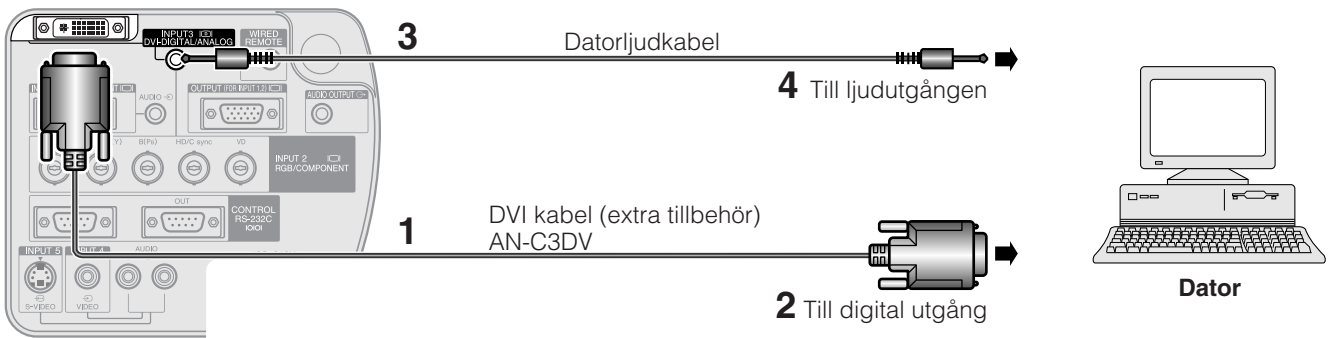 INPUT3
DVI-DIGITAL/ANALOG
WIRED
REMOTE
3
Datorljudkabel
4 Till ljudutgången
AUDIO
OUTPUT (FOR INPUT 1,2)
AUDIO OUTPUT
B(PB)
HD/C sync
VD
INPUT 2
RGB/COMPONENT
OUT
CONTROL
RS-232C
1
DVI kabel (extra tillbehör)
AN-C3DV
2 Till digital utgång
Dator
INPUT 5
INPUT 4
AUDIO
S-VIDEO
VIDEO